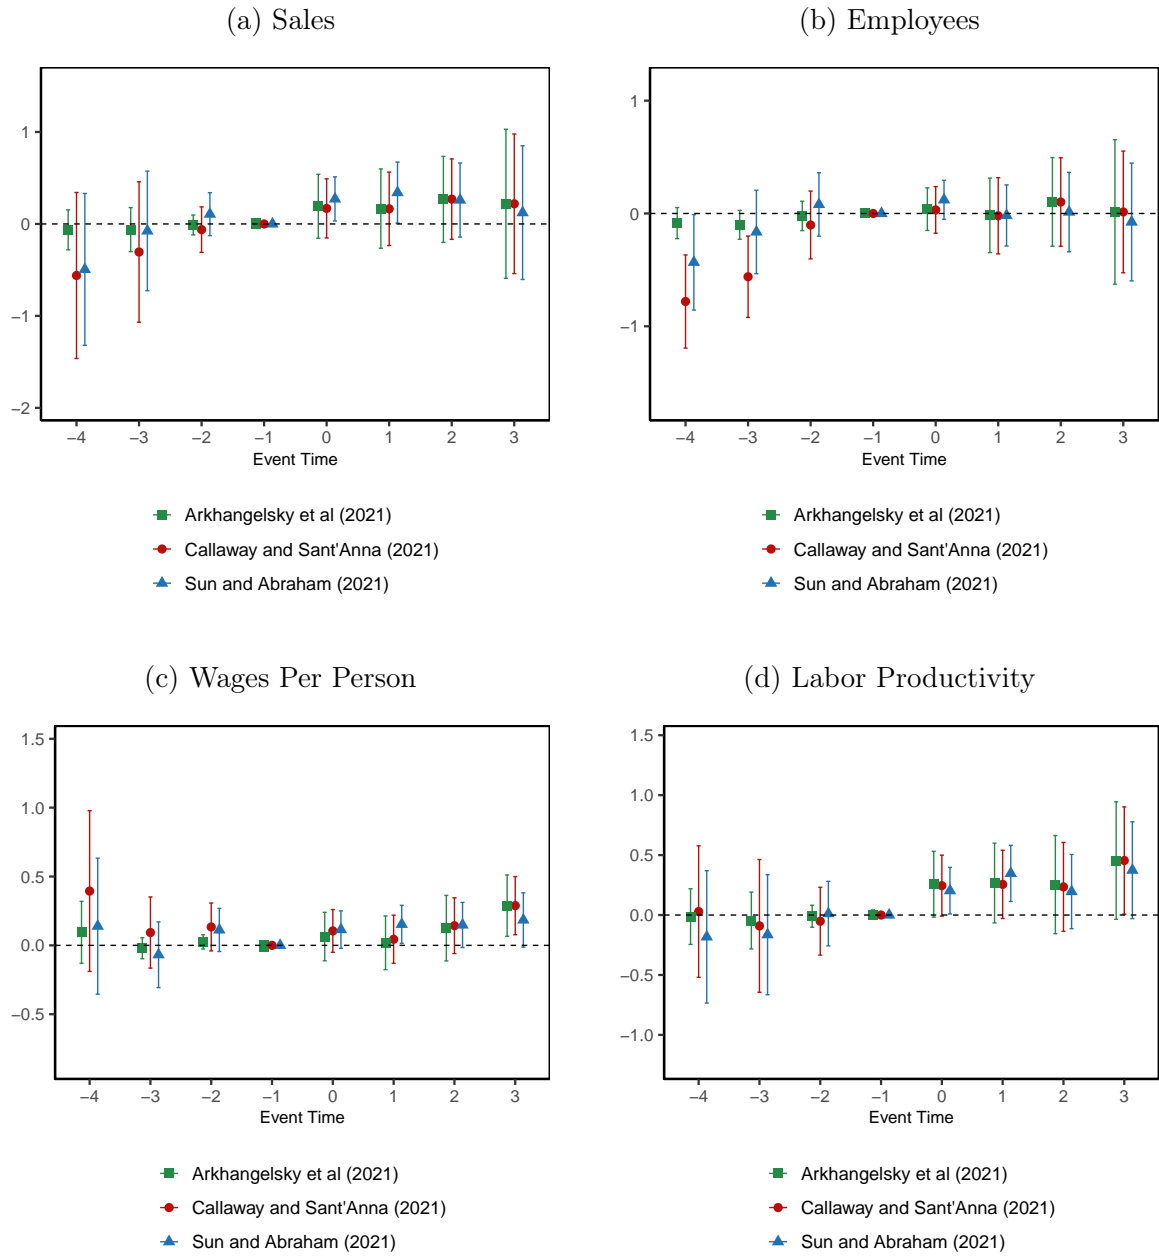 (a) Sales
1
0
−1
−2
−4 −3 −2 −1 0 1 2 3
Event Time
Arkhangelsky et al (2021)
Callaway and Sant'Anna (2021)
Sun and Abraham (2021)
(b) Employees
1
0
−1
−4 −3 −2 −1 0 1 2 3
Event Time
Arkhangelsky et al (2021)
Callaway and Sant'Anna (2021)
Sun and Abraham (2021)
(c) Wages Per Person
1.5
1.0
0.5
0.0
−0.5
−4 −3 −2 −1 0 1 2 3
Event Time
Arkhangelsky et al (2021)
Callaway and Sant'Anna (2021)
Sun and Abraham (2021)
(d) Labor Productivity
1.5
1.0
0.5
0.0
−0.5
−1.0
−4 −3 −2 −1 0 1 2 3
Event Time
Arkhangelsky et al (2021)
Callaway and Sant'Anna (2021)
Sun and Abraham (2021)